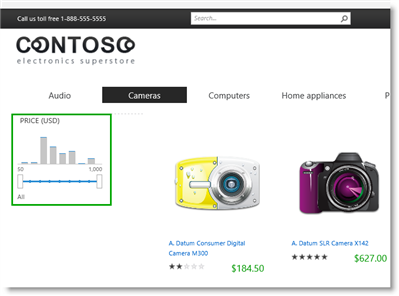 Call us toll free 1-888-555-5555
Search...
CONTOSO
electronics superstore
Audio
Cameras
Computers
Home appliances
P
PRICE (USD)
50
1,000
All
A. Datum Consumer Digital
Camera M300
$184.50
A. Datum SLR Camera X142
$627.00